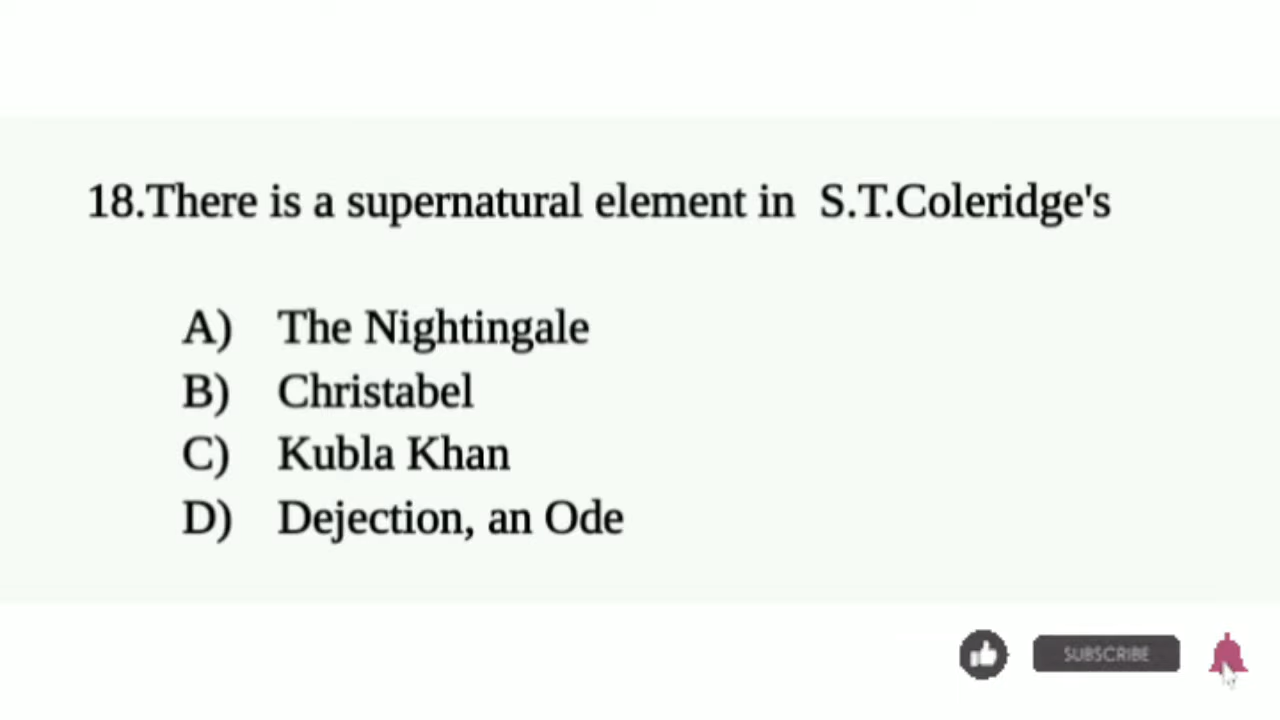 18.There is a supernatural element in S.T.Coleridge's
A) The Nightingale
B) Christabel
C) Kubla Khan
D) Dejection, an Ode
SUBSCRIBE